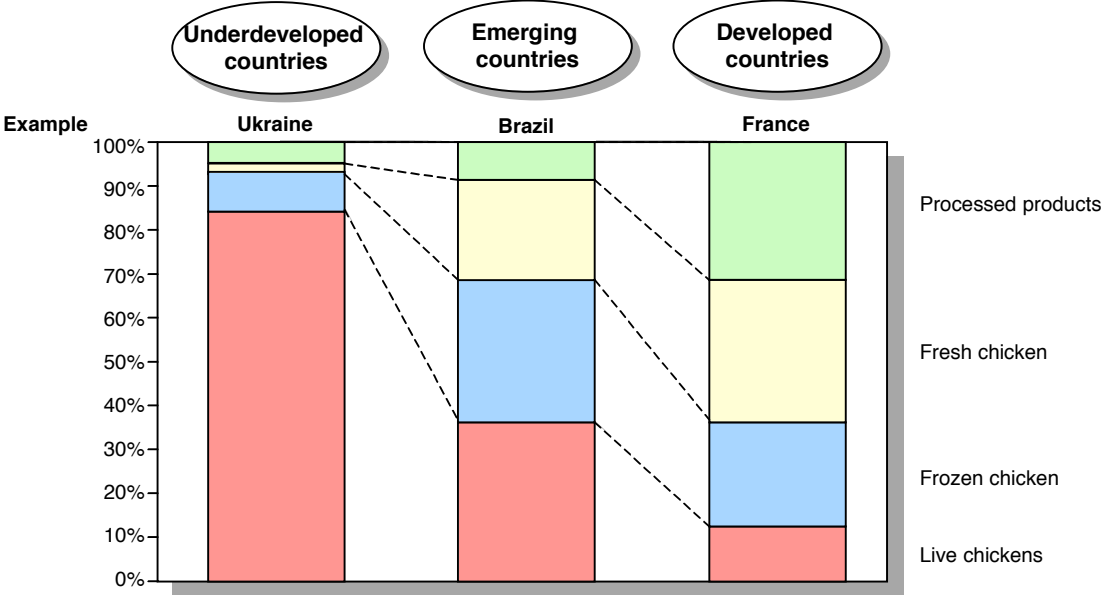 Underdeveloped
countries
Emerging
countries
Developed
countries
Example
Ukraine
Brazil
France
100%
90%
80%
70%
60%
50%
40%
30%
20%
10%
0%
Processed products
Fresh chicken
Frozen chicken
Live chickens